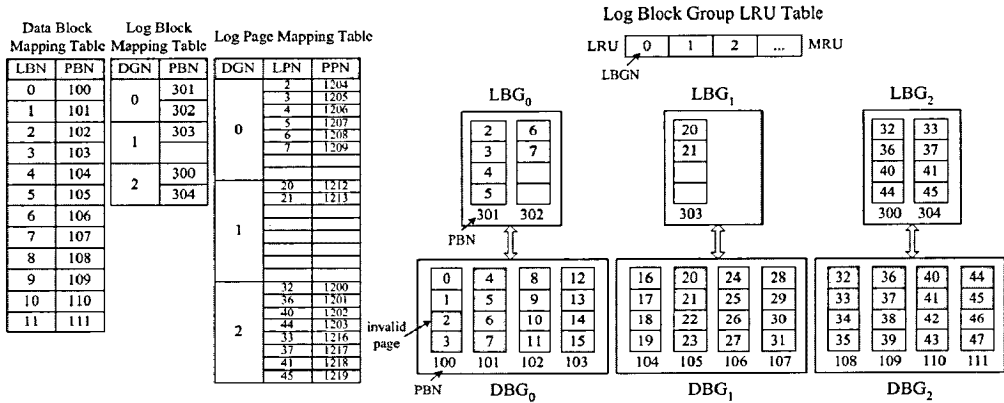 Data Block
Mapping Table
LBN PBN
0 100
1 101
2 102
3 103
4 104
5 105
6 106
7 107
8 108
9 109
10 110
11 111
Log Block
Mapping Table
DGN PBN
0 301
302
1 303
2 300
304
Log Page Mapping Table
DGN LPN PPN
0
2 1204
3 1205
4 1206
5 1207
6 1208
7 1209
1
20 1212
21 1213
2
32 1200
36 1201
40 1202
44 1203
33 1216
37 1217
41 1218
45 1219
Log Block Group LRU Table
LRU 0 1 2 ... MRU
LBGN
LBG0
2 6
3 7
4
5
301 302
PBN
LBG1
20
21
303
LBG2
32 33
36 37
40 41
44 45
300 304
0 4 8 12
1 5 9 13
2 6 10 14
3 7 11 15
100 101 102 103
invalid
page
PBN
DBG0
16 20 24 28
17 21 25 29
18 22 26 30
19 23 27 31
104 105 106 107
DBG1
32 36 40 44
33 37 41 45
34 38 42 46
35 39 43 47
108 109 110 111
DBG2